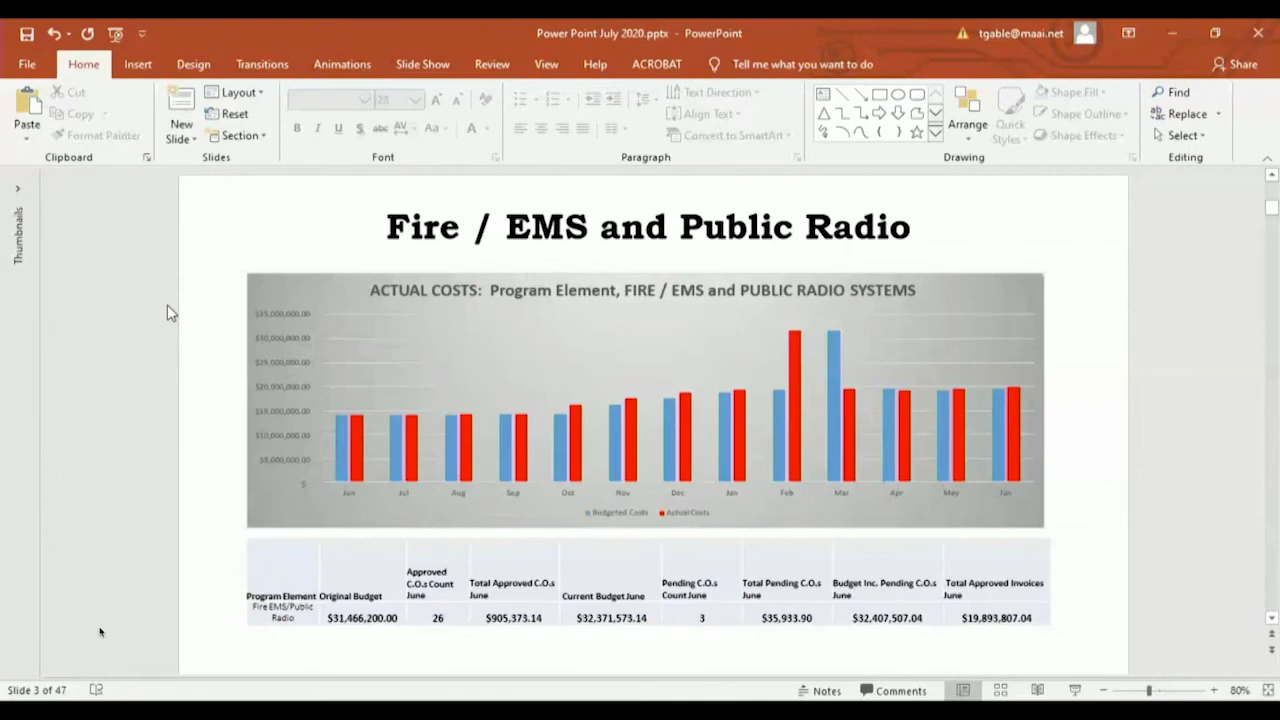 Power Point July 2020.pptx - PowerPoint
tgable@maai.net
File Home Insert Design Transitions Animations Slide Show Review View Help ACROBAT Tell me what you want to do Share
Paste
Cut
Copy
Format Painter
Clipboard
New Slide
Layout
Reset
Section
Slides
28
B I U S abc AV Aa A
Font
Text Direction
Align Text
Convert to SmartArt
Paragraph
Arrange
Quick Styles
Shape Fill
Shape Outline
Shape Effects
Drawing
Find
Replace
Select
Editing
Thumbnails
Fire / EMS and Public Radio
ACTUAL COSTS: Program Element, FIRE / EMS and PUBLIC RADIO SYSTEMS
$35,000,000.00
$30,000,000.00
$25,000,000.00
$20,000,000.00
$15,000,000.00
$10,000,000.00
$5,000,000.00
$
Jun Jul Aug Sep Oct Nov Dec Jan Feb Mar Apr May Jun
Budgeted Costs Actual Costs
Program Element
Original Budget
Approved C.O.s Count June
Total Approved C.O.s June
Current Budget June
Pending C.O.s Count June
Total Pending C.O.s June
Budget Inc. Pending C.O.s June
Total Approved Invoices June
Fire EMS/Public Radio
$31,466,200.00 26 $905,373.14 $32,371,573.14 3 $35,933.90 $32,407,507.04 $19,893,807.04
Slide 3 of 47
Notes Comments 80%